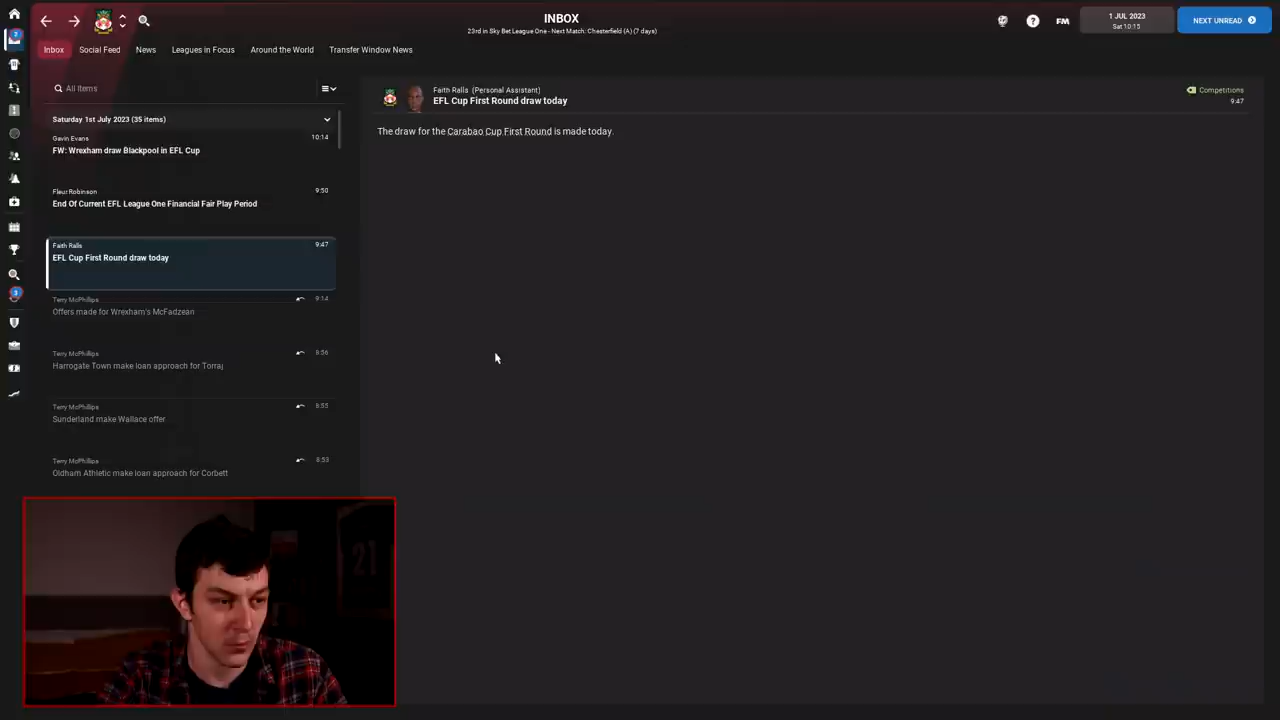 INBOX
23rd in Sky Bet League One - Next Match: Chesterfield (A) (7 days)
FM
1 JUL 2023
Sat 10:15
NEXT UNREAD
Inbox
Social Feed
News
Leagues in Focus
Around the World
Transfer Window News
All Items
Saturday 1st July 2023 (35 items)
Gavin Evans
10:14
FW: Wrexham draw Blackpool in EFL Cup
Fleur Robinson
9:50
End Of Current EFL League One Financial Fair Play Period
Faith Ralls
9:47
EFL Cup First Round draw today
Terry McPhillips
9:14
Offers made for Wrexham's McFadzean
Terry McPhillips
8:56
Harrogate Town make loan approach for Torraj
Terry McPhillips
8:55
Sunderland make Wallace offer
Terry McPhillips
8:53
Oldham Athletic make loan approach for Corbett
Faith Ralls (Personal Assistant)
EFL Cup First Round draw today
Competitions
9:47
The draw for the Carabao Cup First Round is made today.
21